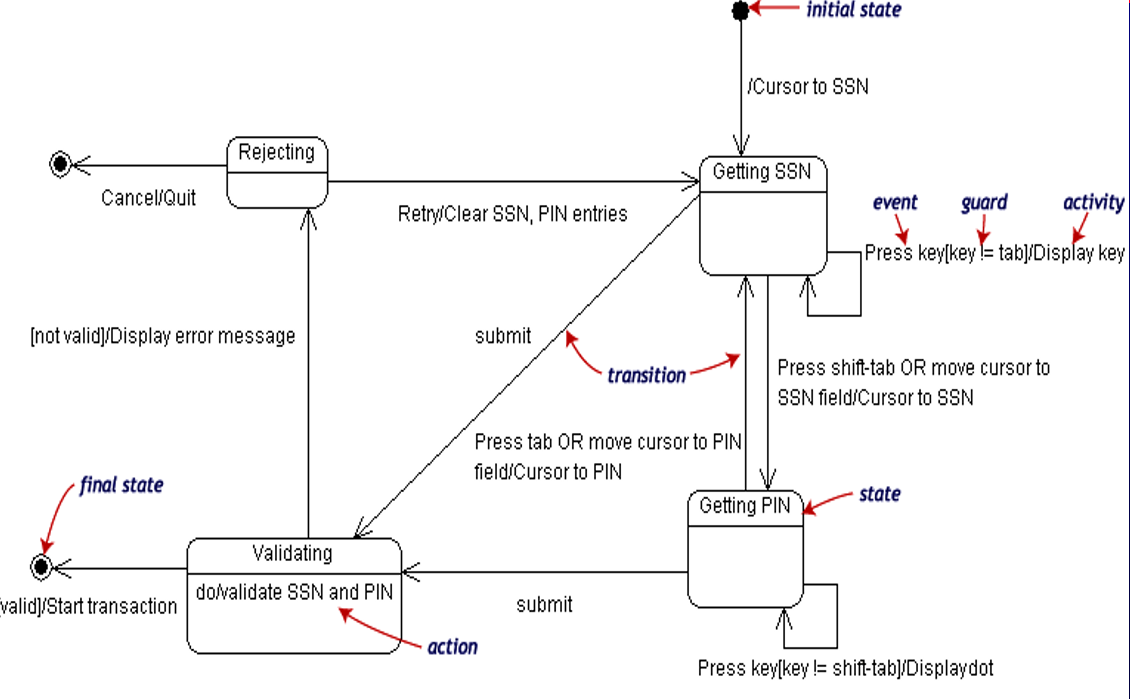 initial state
/Cursor to SSN
Rejecting
Getting SSN
Cancel/Quit
Retry/Clear SSN, PIN entries
event
guard
activity
Press key[key != tab]/Display key
[not valid]/Display error message
submit
transition
Press shift-tab OR move cursor to
SSN field/Cursor to SSN
Press tab OR move cursor to PIN
field/Cursor to PIN
final state
Getting PIN
state
Validating
do/validate SSN and PIN
valid]/Start transaction
submit
action
Press key[key != shift-tab]/Displaydot